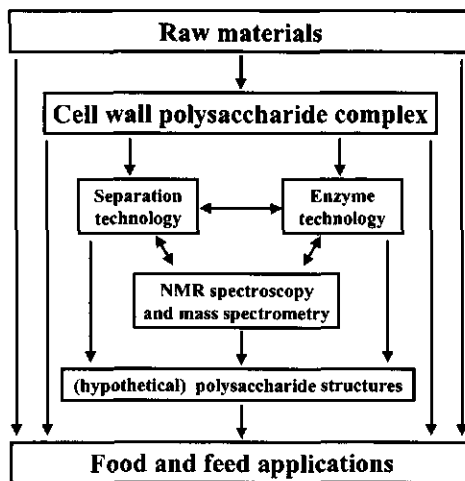 Raw materials
Cell wall polysaccharide complex
Separation
technology
Enzyme
technology
NMR spectroscopy
and mass spectrometry
(hypothetical) polysaccharide structures
Food and feed applications